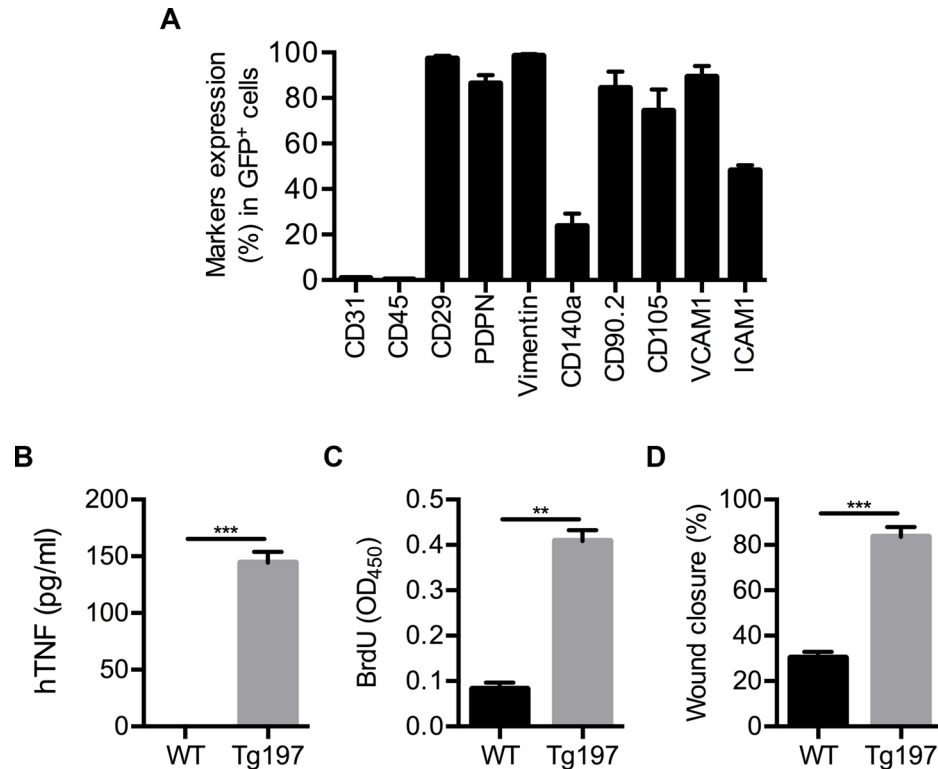 A
Markers expression
(%) in GFP+ cells
100
80
60
40
20
0
CD31
CD45
CD29
PDPN
Vimentin
CD140a
CD90.2
CD105
VCAM1
ICAM1
B
hTNF (pg/ml)
200
150
100
50
0
***
WT
Tg197
C
BrdU (OD450)
0.5
0.4
0.3
0.2
0.1
0.0
**
WT
Tg197
D
Wound closure (%)
100
80
60
40
20
0
***
WT
Tg197